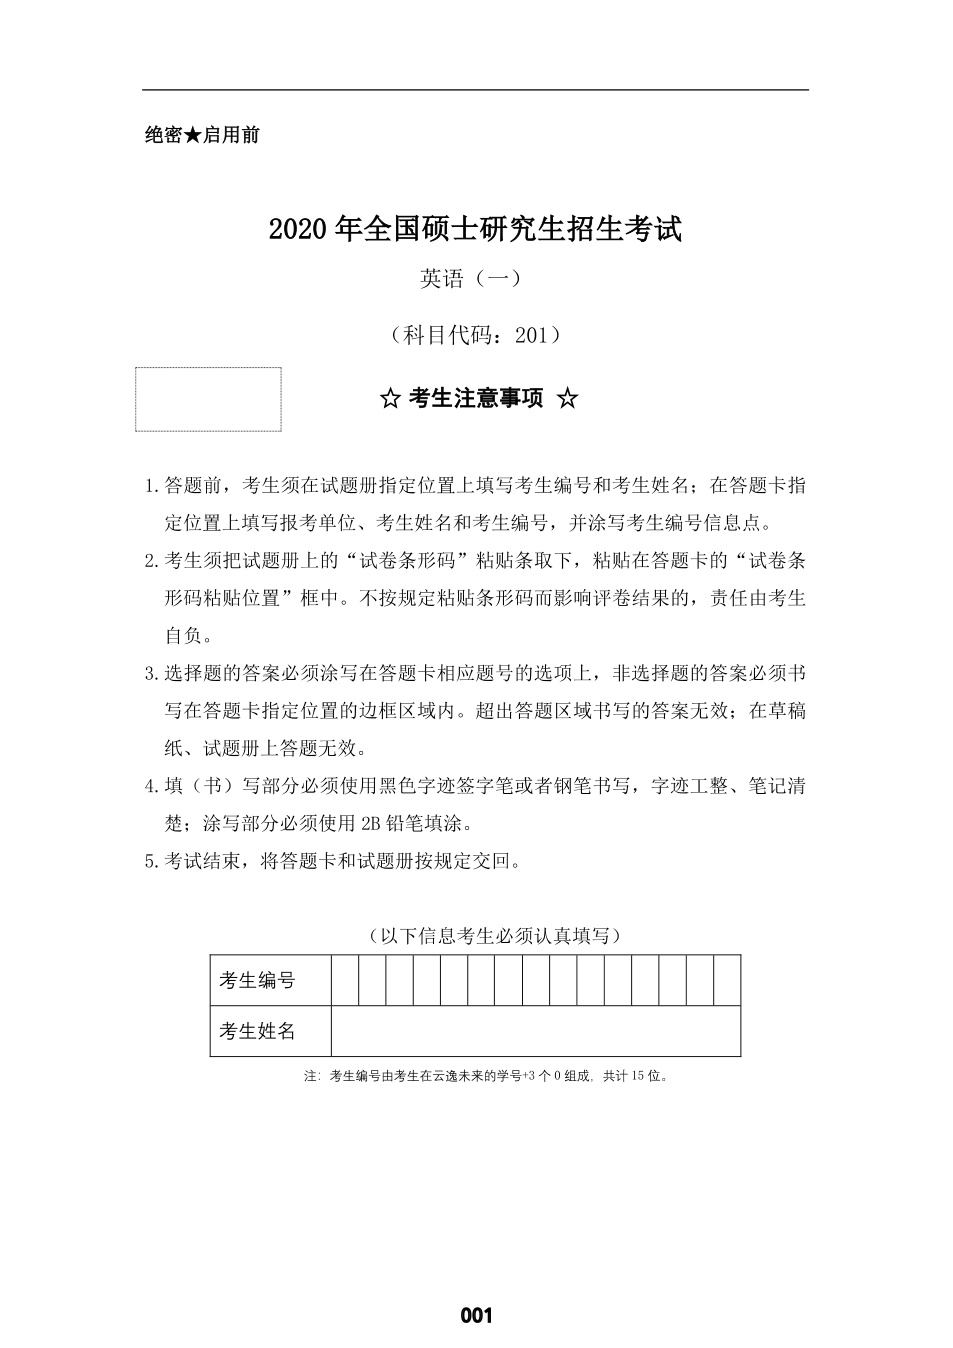 绝密★启用前
2020 年全国硕士研究生招生考试
英语（一）
（科目代码：201）
☆ 考生注意事项 ☆
1. 答题前，考生须在试题册指定位置上填写考生编号和考生姓名；在答题卡指
定位置上填写报考单位、考生姓名和考生编号，并涂写考生编号信息点。
2. 考生须把试题册上的“试卷条形码”粘贴条取下，粘贴在答题卡的“试卷条
形码粘贴位置”框中。不按规定粘贴条形码而影响评卷结果的，责任由考生
自负。
3. 选择题的答案必须涂写在答题卡相应题号的选项上，非选择题的答案必须书
写在答题卡指定位置的边框区域内。超出答题区域书写的答案无效；在草稿
纸、试题册上答题无效。
4. 填（书）写部分必须使用黑色字迹签字笔或者钢笔书写，字迹工整、笔记清
楚；涂写部分必须使用 2B 铅笔填涂。
5. 考试结束，将答题卡和试题册按规定交回。
（以下信息考生必须认真填写）
考生编号
考生姓名
注：考生编号由考生在云逸未来的学号+3 个 0 组成，共计 15 位。
001